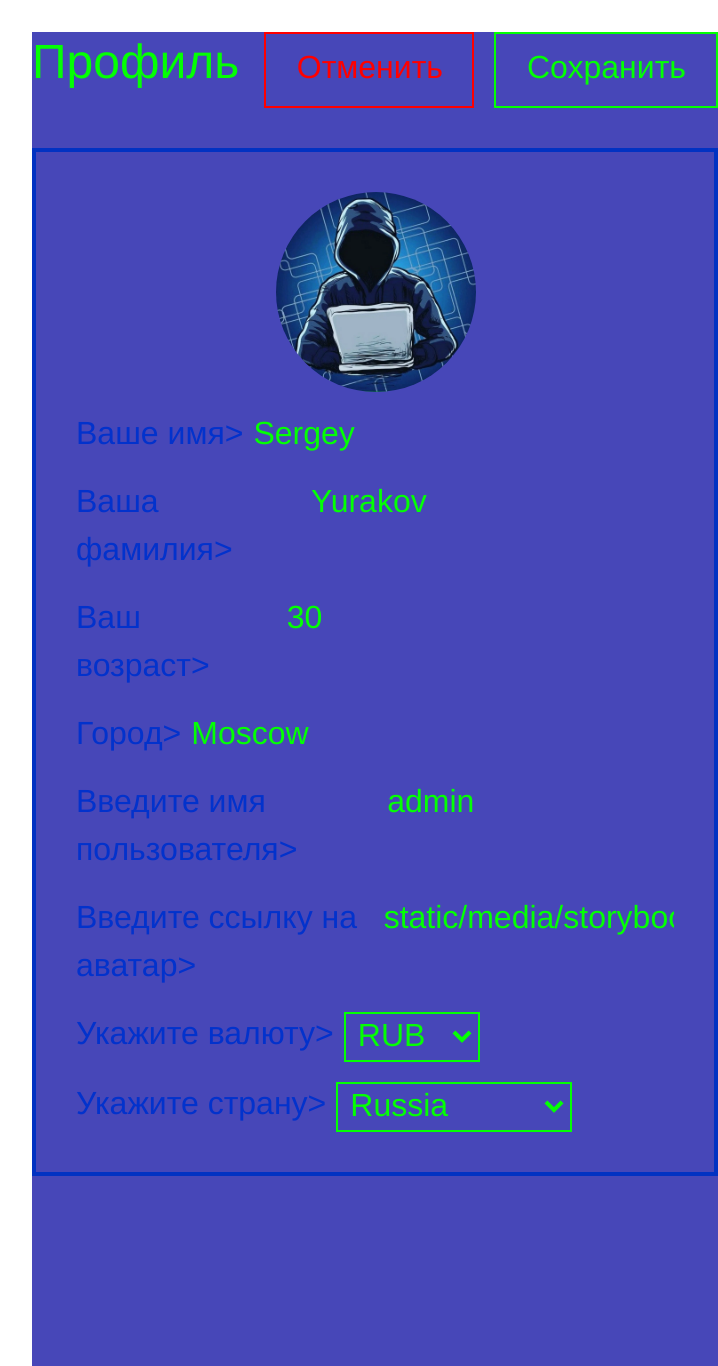 Профиль Отменить Сохранить
Ваше имя> Sergey
Ваша Yurakov
фамилия>
Ваш 30
возраст>
Город> Moscow
Введите имя admin
пользователя>
Введите ссылку на static/media/storyboo
аватар>
Укажите валюту> RUB
Укажите страну> Russia